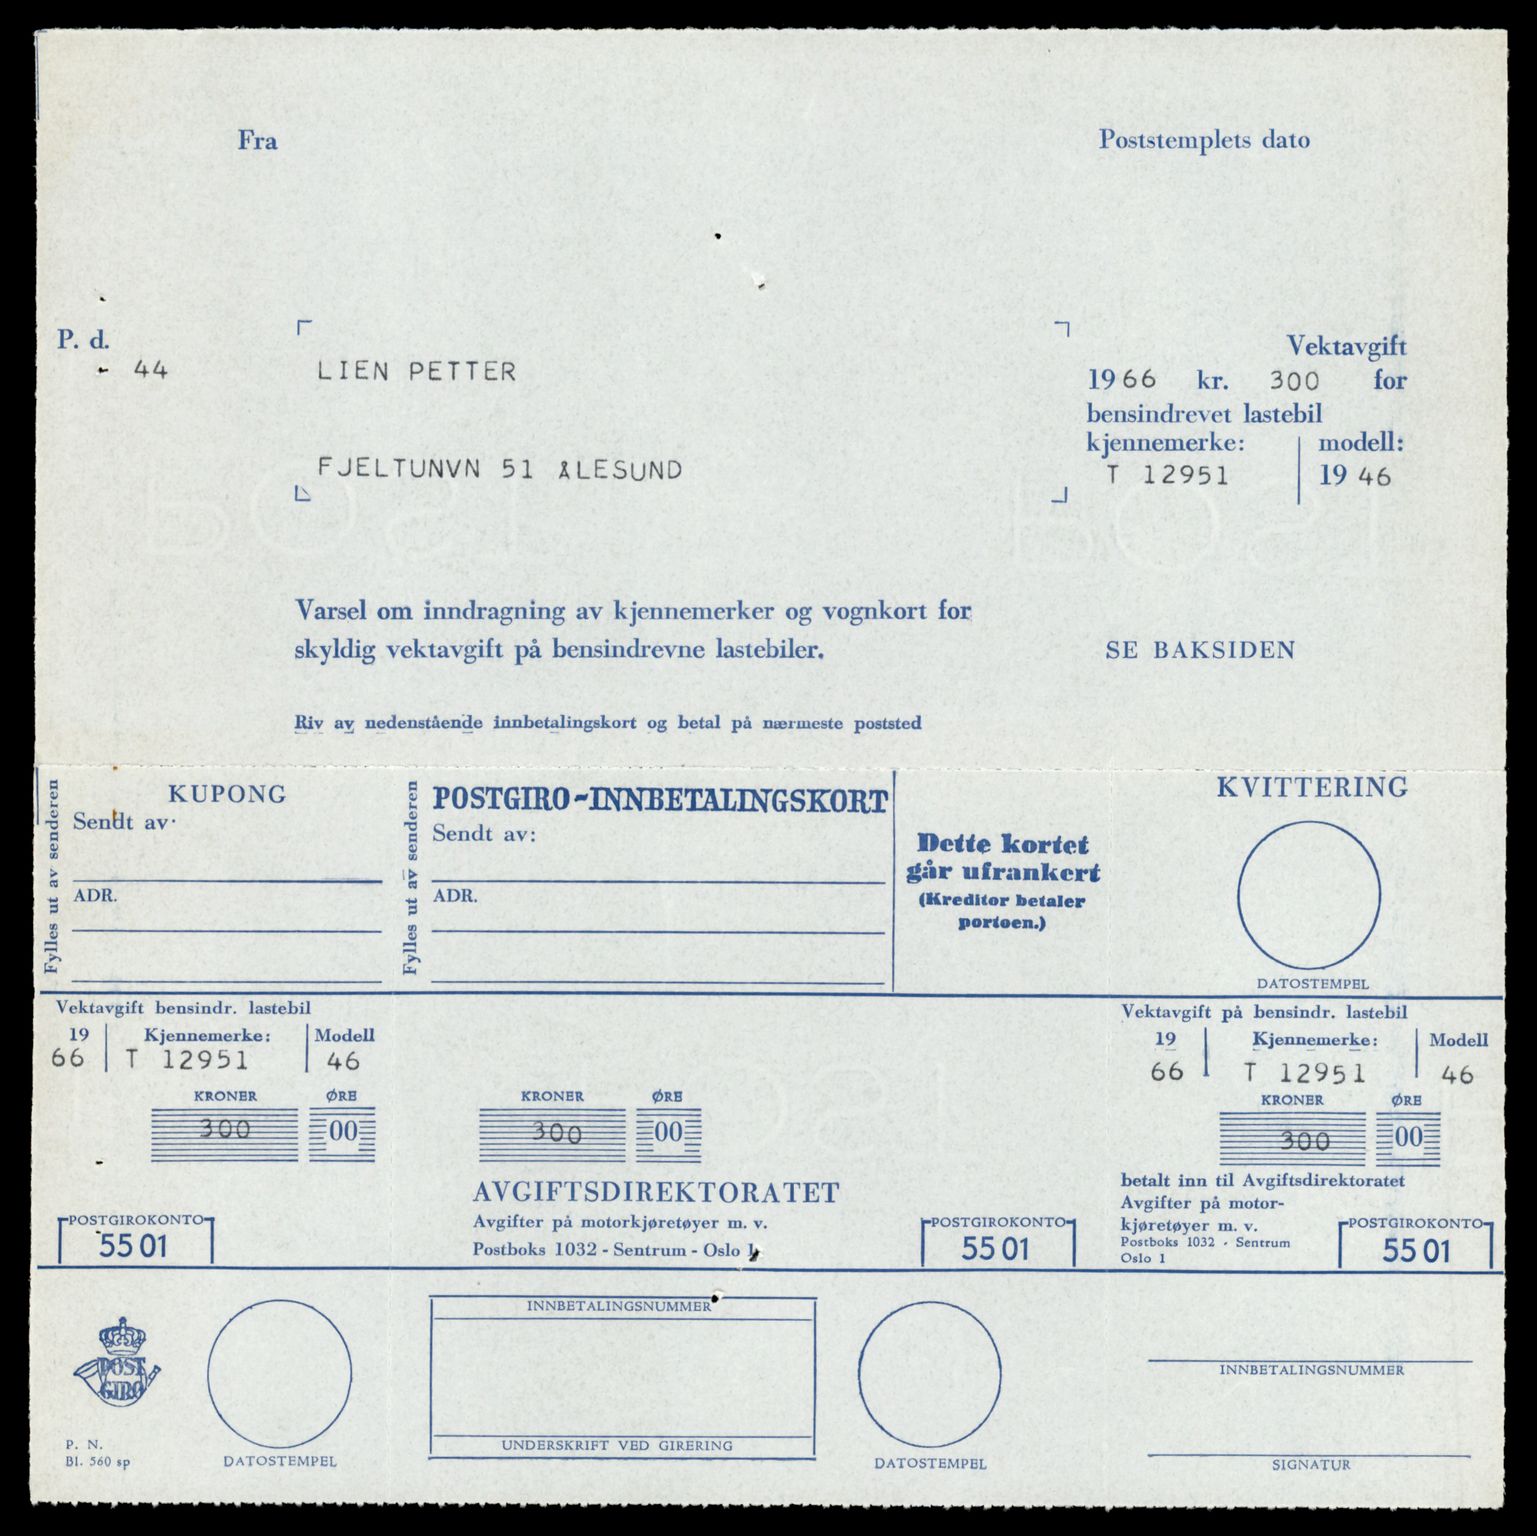 Fra
Poststemplets dato
P. d.
44
LIEN PETTER
FJELTUNVN 51 ÅLESUND
Vektavgift
1966 kr. 300 for
bensindrevet lastebil
kjennemerke: modell:
T 12951 19 46
Varsel om inndragning av kjennemerker og vognkort for
skyldig vektavgift på bensindrevne lastebiler.
SE BAKSIDEN
Riv av nedenstående innbetalingskort og betal på nærmeste poststed
Fylles ut av senderen
KUPONG
Sendt av:
ADR.
Fylles ut av senderen
POSTGIRO-INNBETALINGSKORT
Sendt av:
ADR.
Dette kortet
går ufrankert
(Kreditor betaler
portoen.)
KVITTERING
DATOSTEMPEL
Vektavgift bensindr. lastebil
19 Kjennemerke: Modell
66 T 12951 46
KRONER ØRE
300 00
POSTGIROKONTO
55 01
KRONER ØRE
300 00
AVGIFTSDIREKTORATET
Avgifter på motorkjøretøyer m. v.
Postboks 1032 - Sentrum - Oslo 1
POSTGIROKONTO
55 01
Vektavgift på bensindr. lastebil
19 Kjennemerke: Modell
66 T 12951 46
KRONER ØRE
300 00
betalt inn til Avgiftsdirektoratet
Avgifter på motor-
kjøretøyer m. v.
Postboks 1032 - Sentrum
Oslo 1
POSTGIROKONTO
55 01
POST
GIRO
P. N.
Bl. 560 sp
DATOSTEMPEL
INNBETALINGSNUMMER
UNDERSKRIFT VED GIRERING
DATOSTEMPEL
INNBETALINGSNUMMER
SIGNATUR